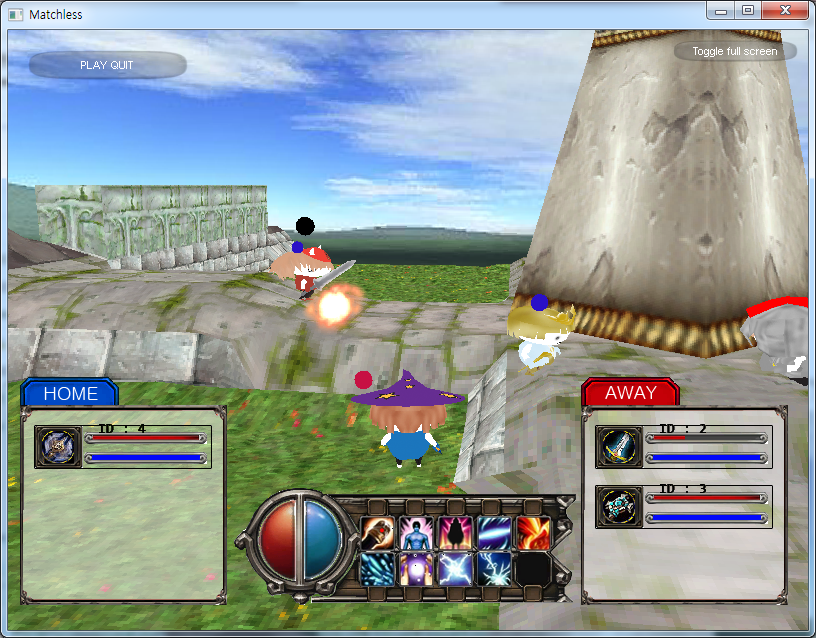 Matchless
PLAY QUIT
Toggle full screen
HOME
ID : 4
AWAY
ID : 2
ID : 3